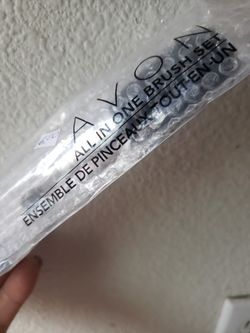 AVON
ALL IN ONE BRUSH SET
ENSEMBLE DE PINCEAUX TOUT-EN-UN